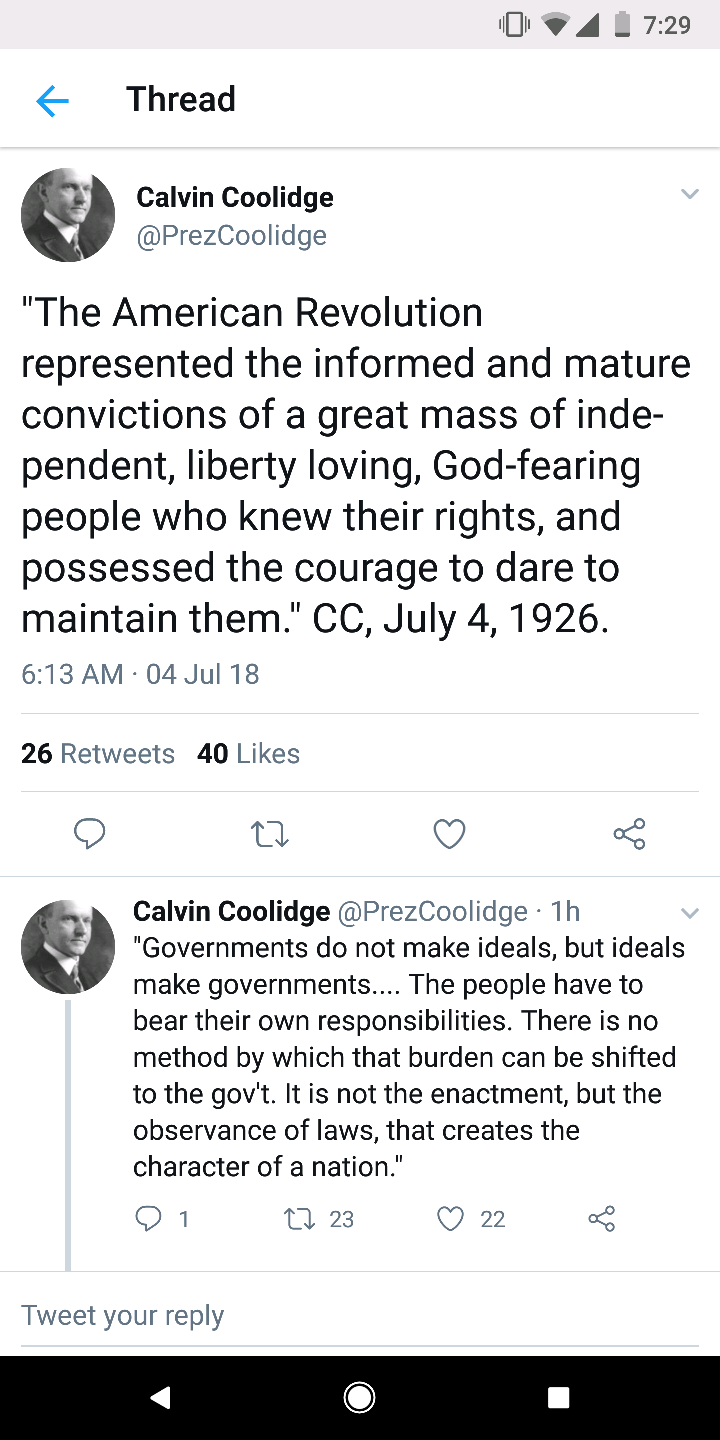 7:29
Thread
Calvin Coolidge
@PrezCoolidge
"The American Revolution
represented the informed and mature
convictions of a great mass of inde-
pendent, liberty loving, God-fearing
people who knew their rights, and
possessed the courage to dare to
maintain them." CC, July 4, 1926.
6:13 AM · 04 Jul 18
26 Retweets 40 Likes
Calvin Coolidge @PrezCoolidge · 1h
"Governments do not make ideals, but ideals
make governments.... The people have to
bear their own responsibilities. There is no
method by which that burden can be shifted
to the gov't. It is not the enactment, but the
observance of laws, that creates the
character of a nation."
1 23 22
Tweet your reply